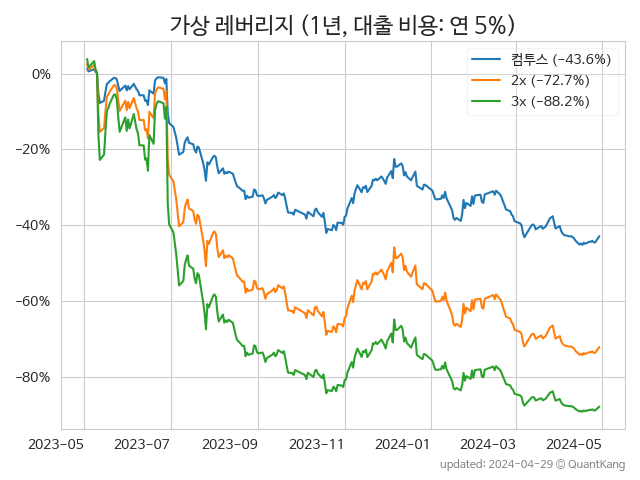 가상 레버리지 (1년, 대출 비용: 연 5%)
컴투스 (−43.6%)
2x (−72.7%)
3x (−88.2%)
0%
−20%
−40%
−60%
−80%
2023-05
2023-07
2023-09
2023-11
2024-01
2024-03
2024-05
updated: 2024-04-29 © QuantKang